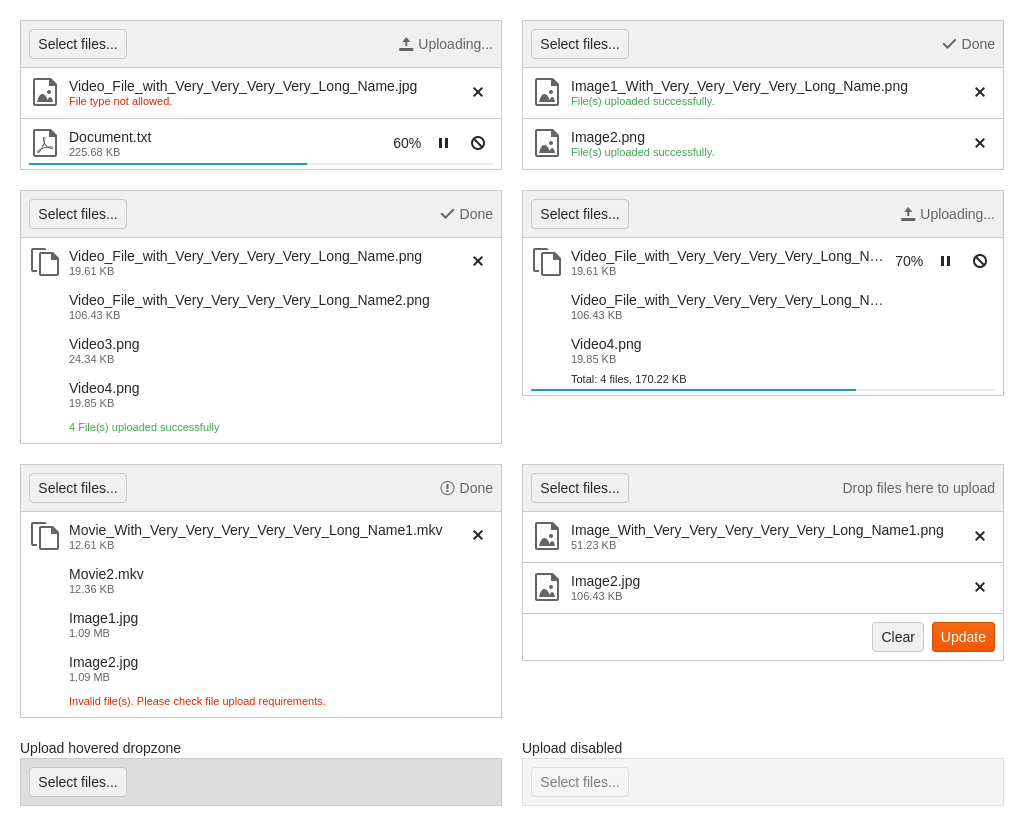 Select files...
Uploading...
Video_File_with_Very_Very_Very_Very_Long_Name.jpg
File type not allowed.
Document.txt
225.68 KB
60%
Select files...
Done
Image1_With_Very_Very_Very_Very_Long_Name.png
File(s) uploaded successfully.
Image2.png
File(s) uploaded successfully.
Select files...
Done
Video_File_with_Very_Very_Very_Very_Long_Name.png
19.61 KB
Video_File_with_Very_Very_Very_Very_Long_Name2.png
106.43 KB
Video3.png
24.34 KB
Video4.png
19.85 KB
4 File(s) uploaded successfully
Select files...
Uploading...
Video_File_with_Very_Very_Very_Very_Long_N...
19.61 KB
70%
Video_File_with_Very_Very_Very_Very_Long_N...
106.43 KB
Video4.png
19.85 KB
Total: 4 files, 170.22 KB
Select files...
Done
Movie_With_Very_Very_Very_Very_Very_Long_Name1.mkv
12.61 KB
Movie2.mkv
12.36 KB
Image1.jpg
1.09 MB
Image2.jpg
1.09 MB
Invalid file(s). Please check file upload requirements.
Select files...
Drop files here to upload
Image_With_Very_Very_Very_Very_Very_Long_Name1.png
51.23 KB
Image2.jpg
106.43 KB
Clear
Update
Upload hovered dropzone
Select files...
Upload disabled
Select files...